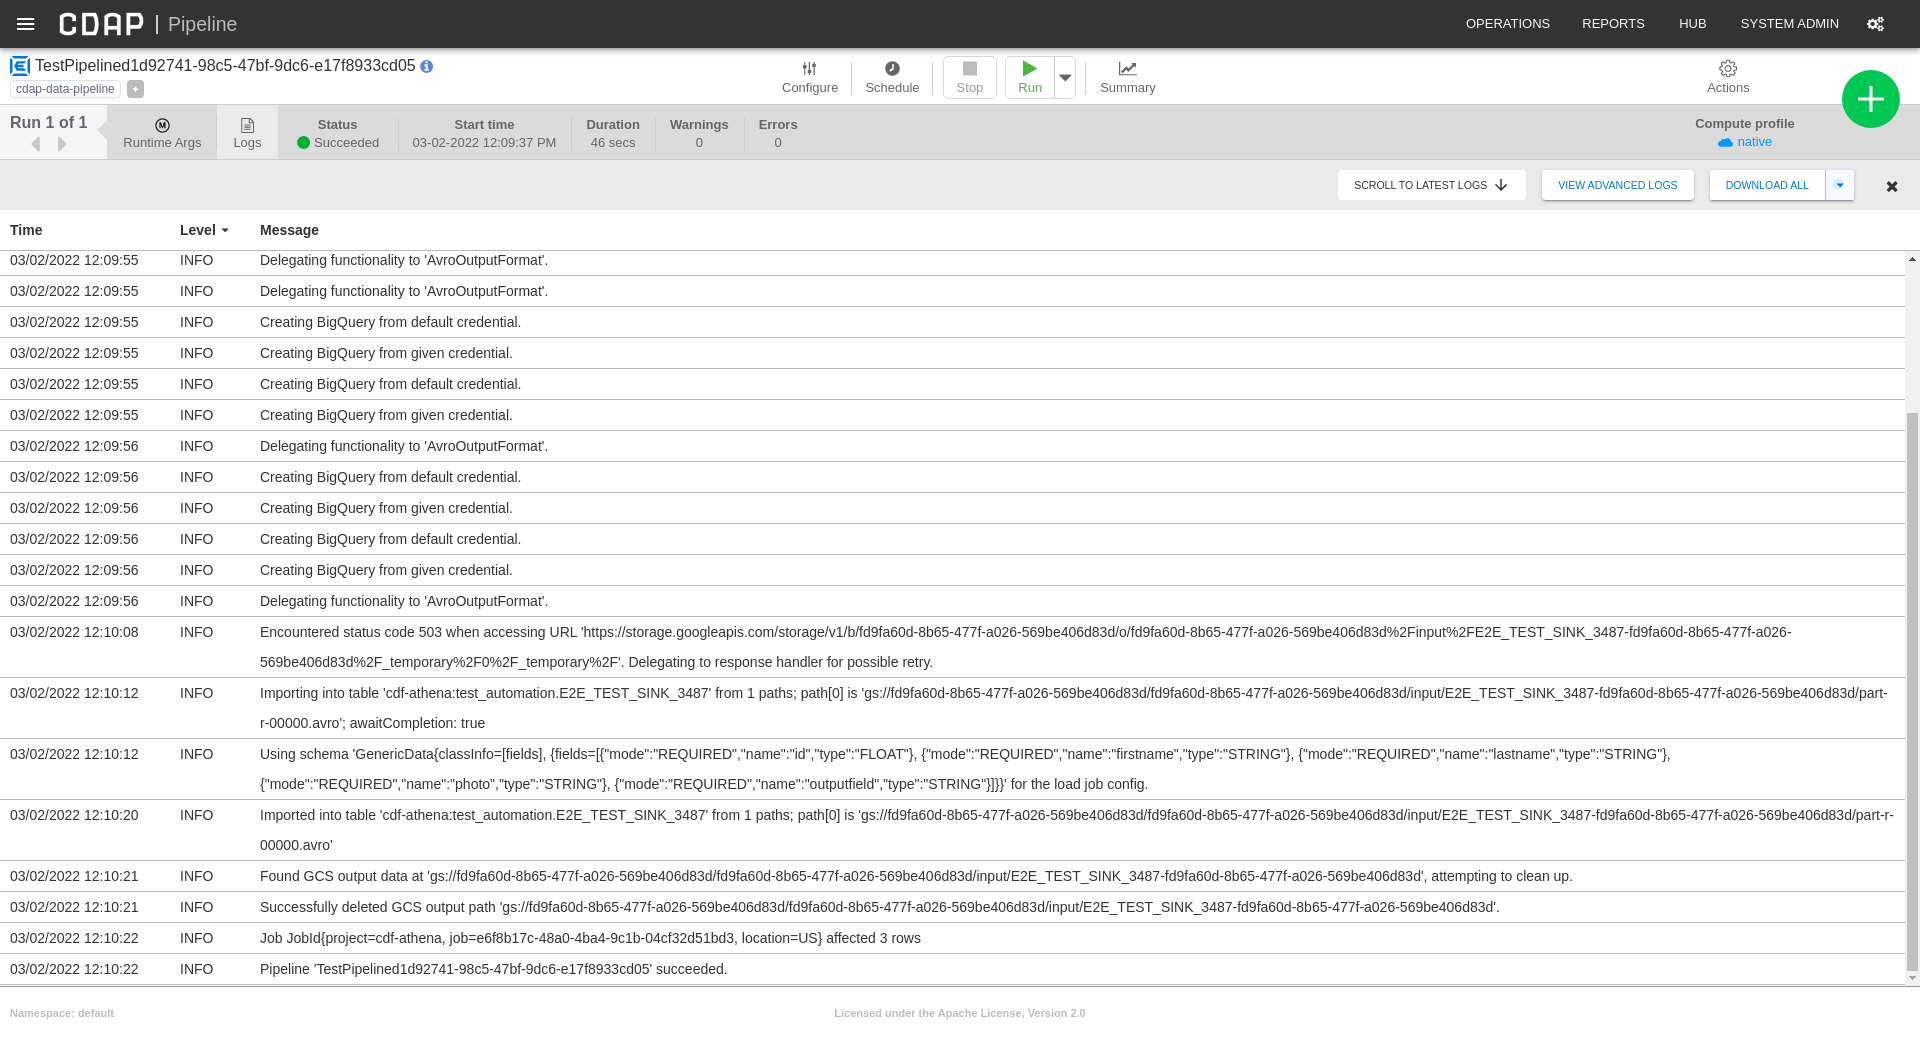 CDAP | Pipeline OPERATIONS REPORTS HUB SYSTEM ADMIN
TestPipelined1d92741-98c5-47bf-9dc6-e17f8933cd05
cdap-data-pipeline +
Configure Schedule Stop Run Summary Actions
Run 1 of 1
Runtime Args Logs
Status Start time Duration Warnings Errors Compute profile
Succeeded 03-02-2022 12:09:37 PM 46 secs 0 0 native
SCROLL TO LATEST LOGS VIEW ADVANCED LOGS DOWNLOAD ALL
Time Level Message
03/02/2022 12:09:55 INFO Delegating functionality to 'AvroOutputFormat'.
03/02/2022 12:09:55 INFO Delegating functionality to 'AvroOutputFormat'.
03/02/2022 12:09:55 INFO Creating BigQuery from default credential.
03/02/2022 12:09:55 INFO Creating BigQuery from given credential.
03/02/2022 12:09:55 INFO Creating BigQuery from default credential.
03/02/2022 12:09:55 INFO Creating BigQuery from given credential.
03/02/2022 12:09:56 INFO Delegating functionality to 'AvroOutputFormat'.
03/02/2022 12:09:56 INFO Creating BigQuery from default credential.
03/02/2022 12:09:56 INFO Creating BigQuery from given credential.
03/02/2022 12:09:56 INFO Creating BigQuery from default credential.
03/02/2022 12:09:56 INFO Creating BigQuery from given credential.
03/02/2022 12:09:56 INFO Delegating functionality to 'AvroOutputFormat'.
03/02/2022 12:10:08 INFO Encountered status code 503 when accessing URL 'https://storage.googleapis.com/storage/v1/b/fd9fa60d-8b65-477f-a026-569be406d83d/o/fd9fa60d-8b65-477f-a026-569be406d83d%2Finput%2FE2E_TEST_SINK_3487-fd9fa60d-8b65-477f-a026-
569be406d83d%2F_temporary%2F0%2F_temporary%2F'. Delegating to response handler for possible retry.
03/02/2022 12:10:12 INFO Importing into table 'cdf-athena:test_automation.E2E_TEST_SINK_3487' from 1 paths; path[0] is 'gs://fd9fa60d-8b65-477f-a026-569be406d83d/fd9fa60d-8b65-477f-a026-569be406d83d/input/E2E_TEST_SINK_3487-fd9fa60d-8b65-477f-a026-569be406d83d/part-
r-00000.avro'; awaitCompletion: true
03/02/2022 12:10:12 INFO Using schema 'GenericData{classInfo=[fields], {fields=[{"mode":"REQUIRED","name":"id","type":"FLOAT"}, {"mode":"REQUIRED","name":"firstname","type":"STRING"}, {"mode":"REQUIRED","name":"lastname","type":"STRING"},
{"mode":"REQUIRED","name":"photo","type":"STRING"}, {"mode":"REQUIRED","name":"outputfield","type":"STRING"}]}}' for the load job config.
03/02/2022 12:10:20 INFO Imported into table 'cdf-athena:test_automation.E2E_TEST_SINK_3487' from 1 paths; path[0] is 'gs://fd9fa60d-8b65-477f-a026-569be406d83d/fd9fa60d-8b65-477f-a026-569be406d83d/input/E2E_TEST_SINK_3487-fd9fa60d-8b65-477f-a026-569be406d83d/part-r-
00000.avro'
03/02/2022 12:10:21 INFO Found GCS output data at 'gs://fd9fa60d-8b65-477f-a026-569be406d83d/fd9fa60d-8b65-477f-a026-569be406d83d/input/E2E_TEST_SINK_3487-fd9fa60d-8b65-477f-a026-569be406d83d', attempting to clean up.
03/02/2022 12:10:21 INFO Successfully deleted GCS output path 'gs://fd9fa60d-8b65-477f-a026-569be406d83d/fd9fa60d-8b65-477f-a026-569be406d83d/input/E2E_TEST_SINK_3487-fd9fa60d-8b65-477f-a026-569be406d83d'.
03/02/2022 12:10:22 INFO Job JobId{project=cdf-athena, job=e6f8b17c-48a0-4ba4-9c1b-04cf32d51bd3, location=US} affected 3 rows
03/02/2022 12:10:22 INFO Pipeline 'TestPipelined1d92741-98c5-47bf-9dc6-e17f8933cd05' succeeded.
Namespace: default Licensed under the Apache License, Version 2.0